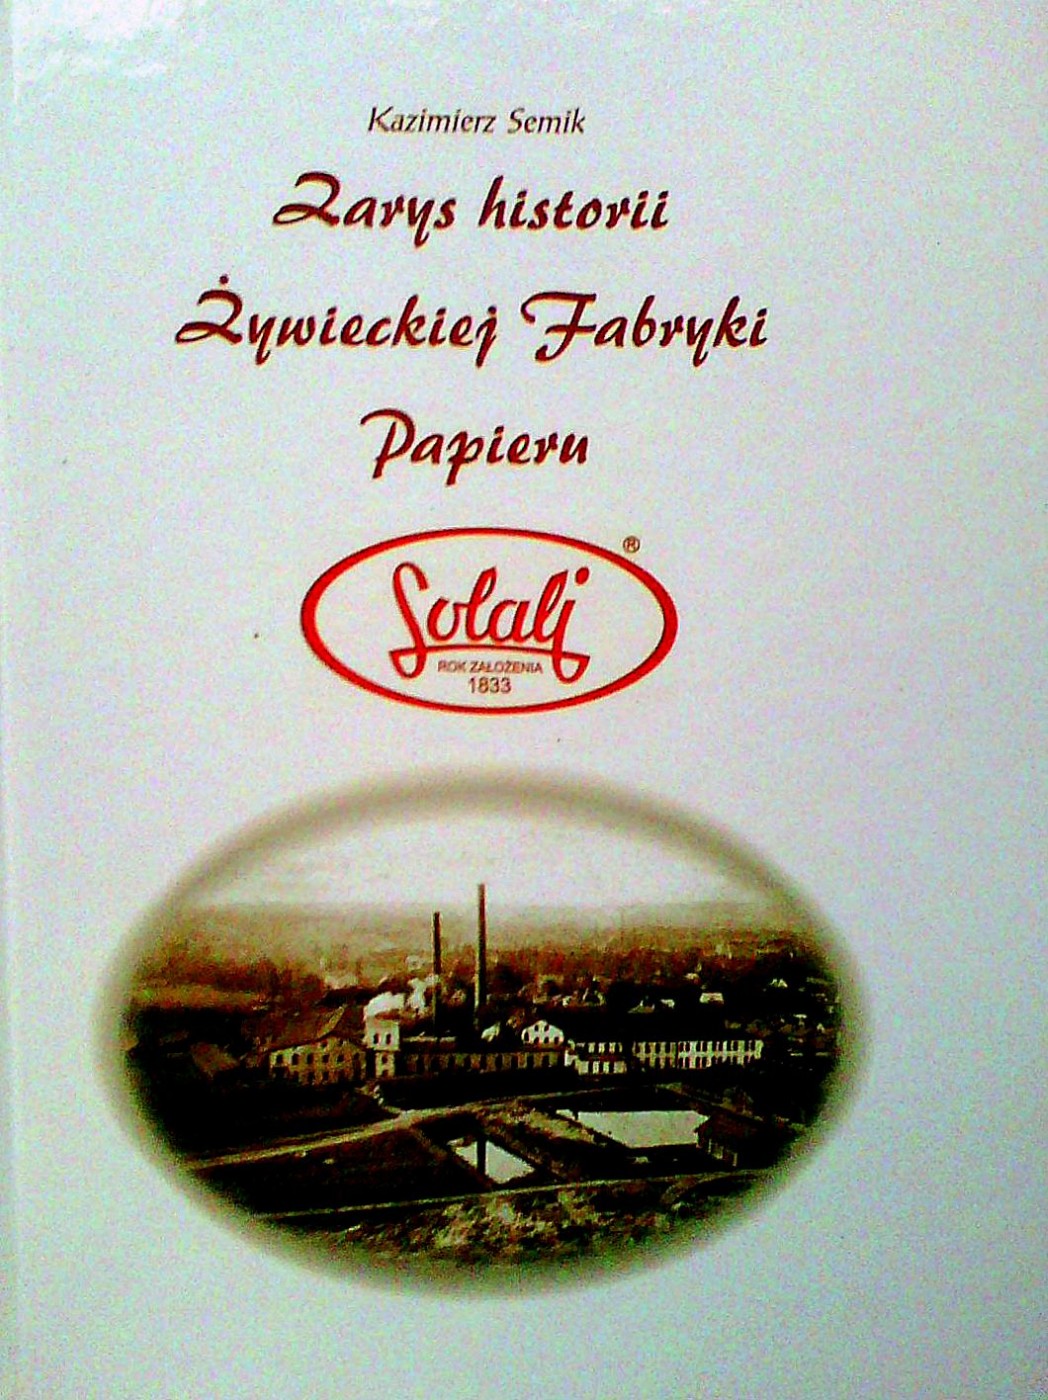 Kazimierz Semik
Zarys historii
Żywieckiej Fabryki
Papieru
®
Solali
ROK ZAŁOŻENIA
1833